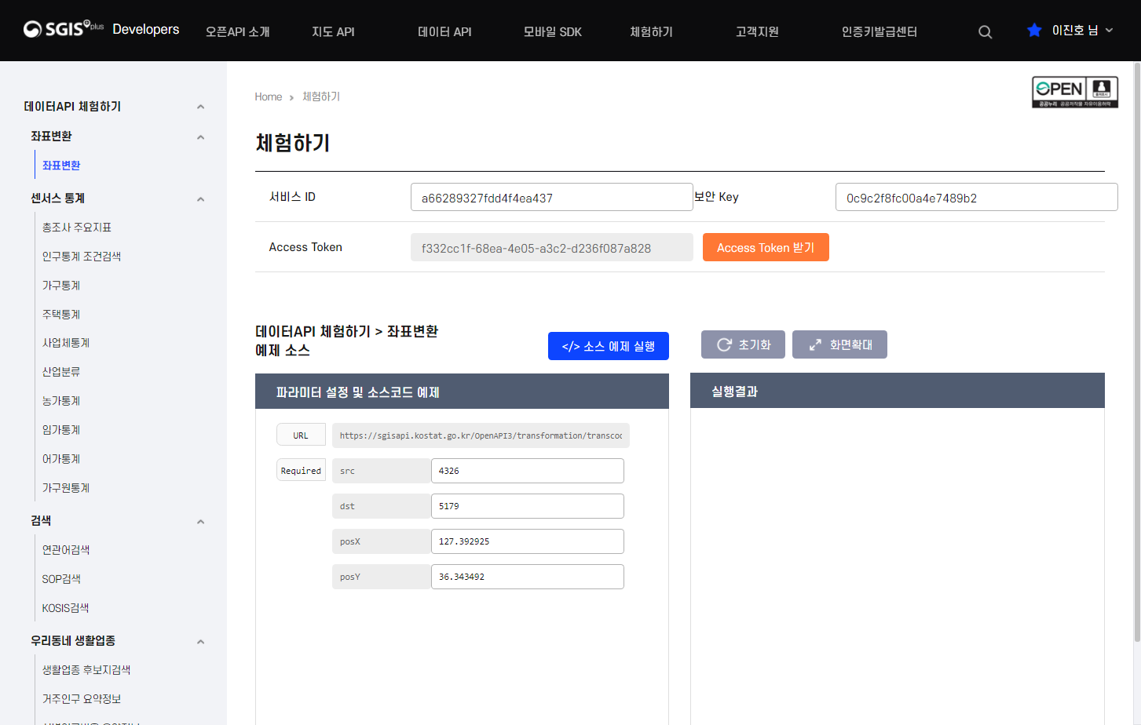 SGIS plus Developers
오픈API 소개
지도 API
데이터 API
모바일 SDK
체험하기
고객지원
인증키발급센터
이진호 님
데이터API 체험하기
좌표변환
좌표변환
센서스 통계
총조사 주요지표
인구통계 조건검색
가구통계
주택통계
사업체통계
산업분류
농가통계
임가통계
어가통계
가구원통계
검색
연관어검색
SOP검색
KOSIS검색
우리동네 생활업종
생활업종 후보지검색
거주인구 요약정보
Home > 체험하기
OPEN
공공누리 공공저작물 자유이용허락
체험하기
서비스 ID
a66289327fdd4f4ea437
보안 Key
0c9c2f8fc00a4e7489b2
Access Token
f332cc1f-68ea-4e05-a3c2-d236f087a828
Access Token 받기
데이터API 체험하기 > 좌표변환
예제 소스
</> 소스 예제 실행
초기화
화면확대
파라미터 설정 및 소스코드 예제
실행결과
URL
https://sgisapi.kostat.go.kr/OpenAPI3/transformation/transcoo
Required
src
4326
dst
5179
posX
127.392925
posY
36.343492